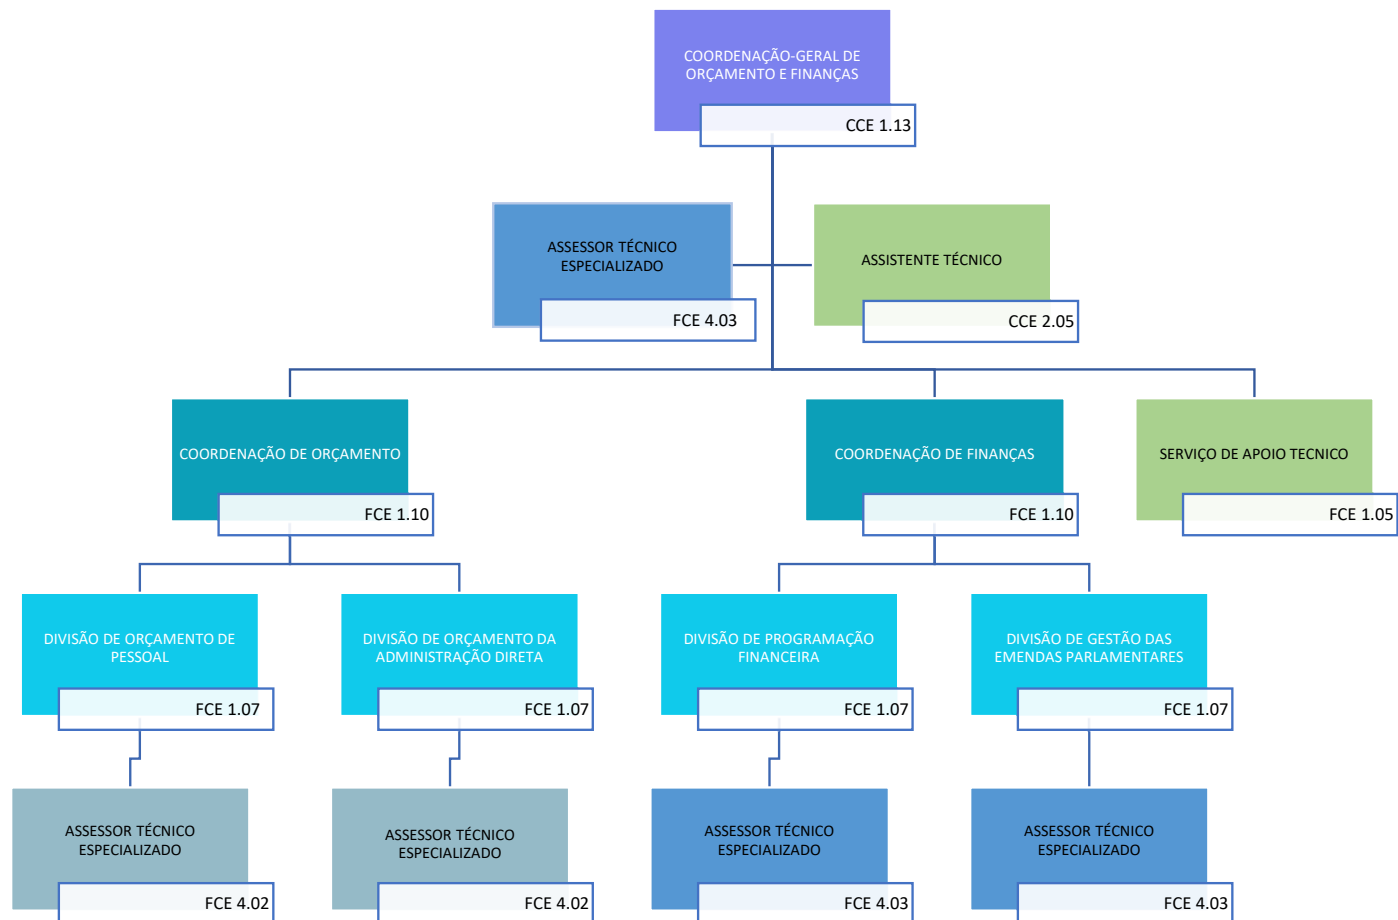 COORDENAÇÃO-GERAL DE
ORÇAMENTO E FINANÇAS
CCE 1.13
ASSESSOR TÉCNICO
ESPECIALIZADO
FCE 4.03
ASSISTENTE TÉCNICO
CCE 2.05
COORDENAÇÃO DE ORÇAMENTO
FCE 1.10
COORDENAÇÃO DE FINANÇAS
FCE 1.10
SERVIÇO DE APOIO TECNICO
FCE 1.05
DIVISÃO DE ORÇAMENTO DE
PESSOAL
FCE 1.07
DIVISÃO DE ORÇAMENTO DA
ADMINISTRAÇÃO DIRETA
FCE 1.07
DIVISÃO DE PROGRAMAÇÃO
FINANCEIRA
FCE 1.07
DIVISÃO DE GESTÃO DAS
EMENDAS PARLAMENTARES
FCE 1.07
ASSESSOR TÉCNICO
ESPECIALIZADO
FCE 4.02
ASSESSOR TÉCNICO
ESPECIALIZADO
FCE 4.02
ASSESSOR TÉCNICO
ESPECIALIZADO
FCE 4.03
ASSESSOR TÉCNICO
ESPECIALIZADO
FCE 4.03